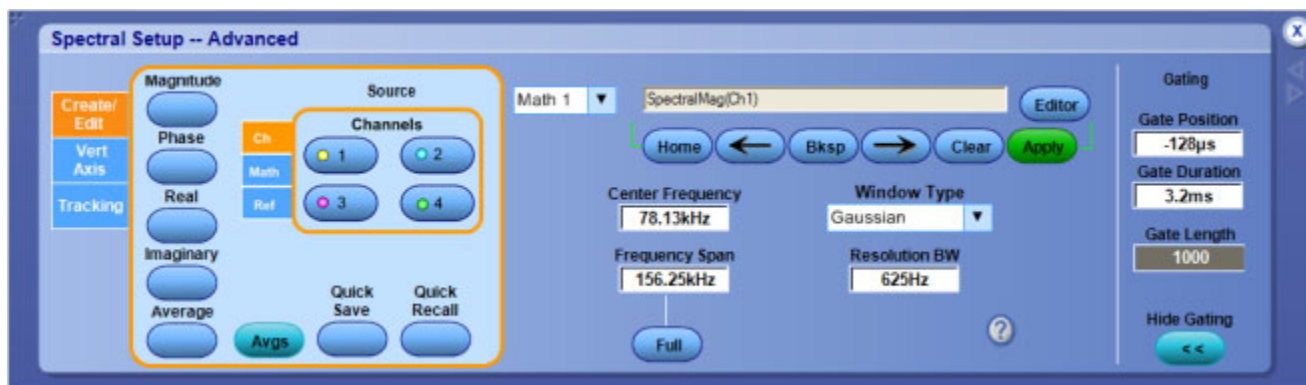 Spectral Setup -- Advanced
X
Create/
Edit
Vert
Axis
Tracking
Magnitude
Phase
Real
Imaginary
Average
Source
Ch
Math
Ref
Channels
1
2
3
4
Avgs
Quick
Save
Quick
Recall
Math 1
SpectralMag(Ch1)
Editor
Home
Bksp
Clear
Apply
Center Frequency
78.13kHz
Frequency Span
156.25kHz
Full
Window Type
Gaussian
Resolution BW
625Hz
?
Gating
Gate Position
-128µs
Gate Duration
3.2ms
Gate Length
1000
Hide Gating
<<